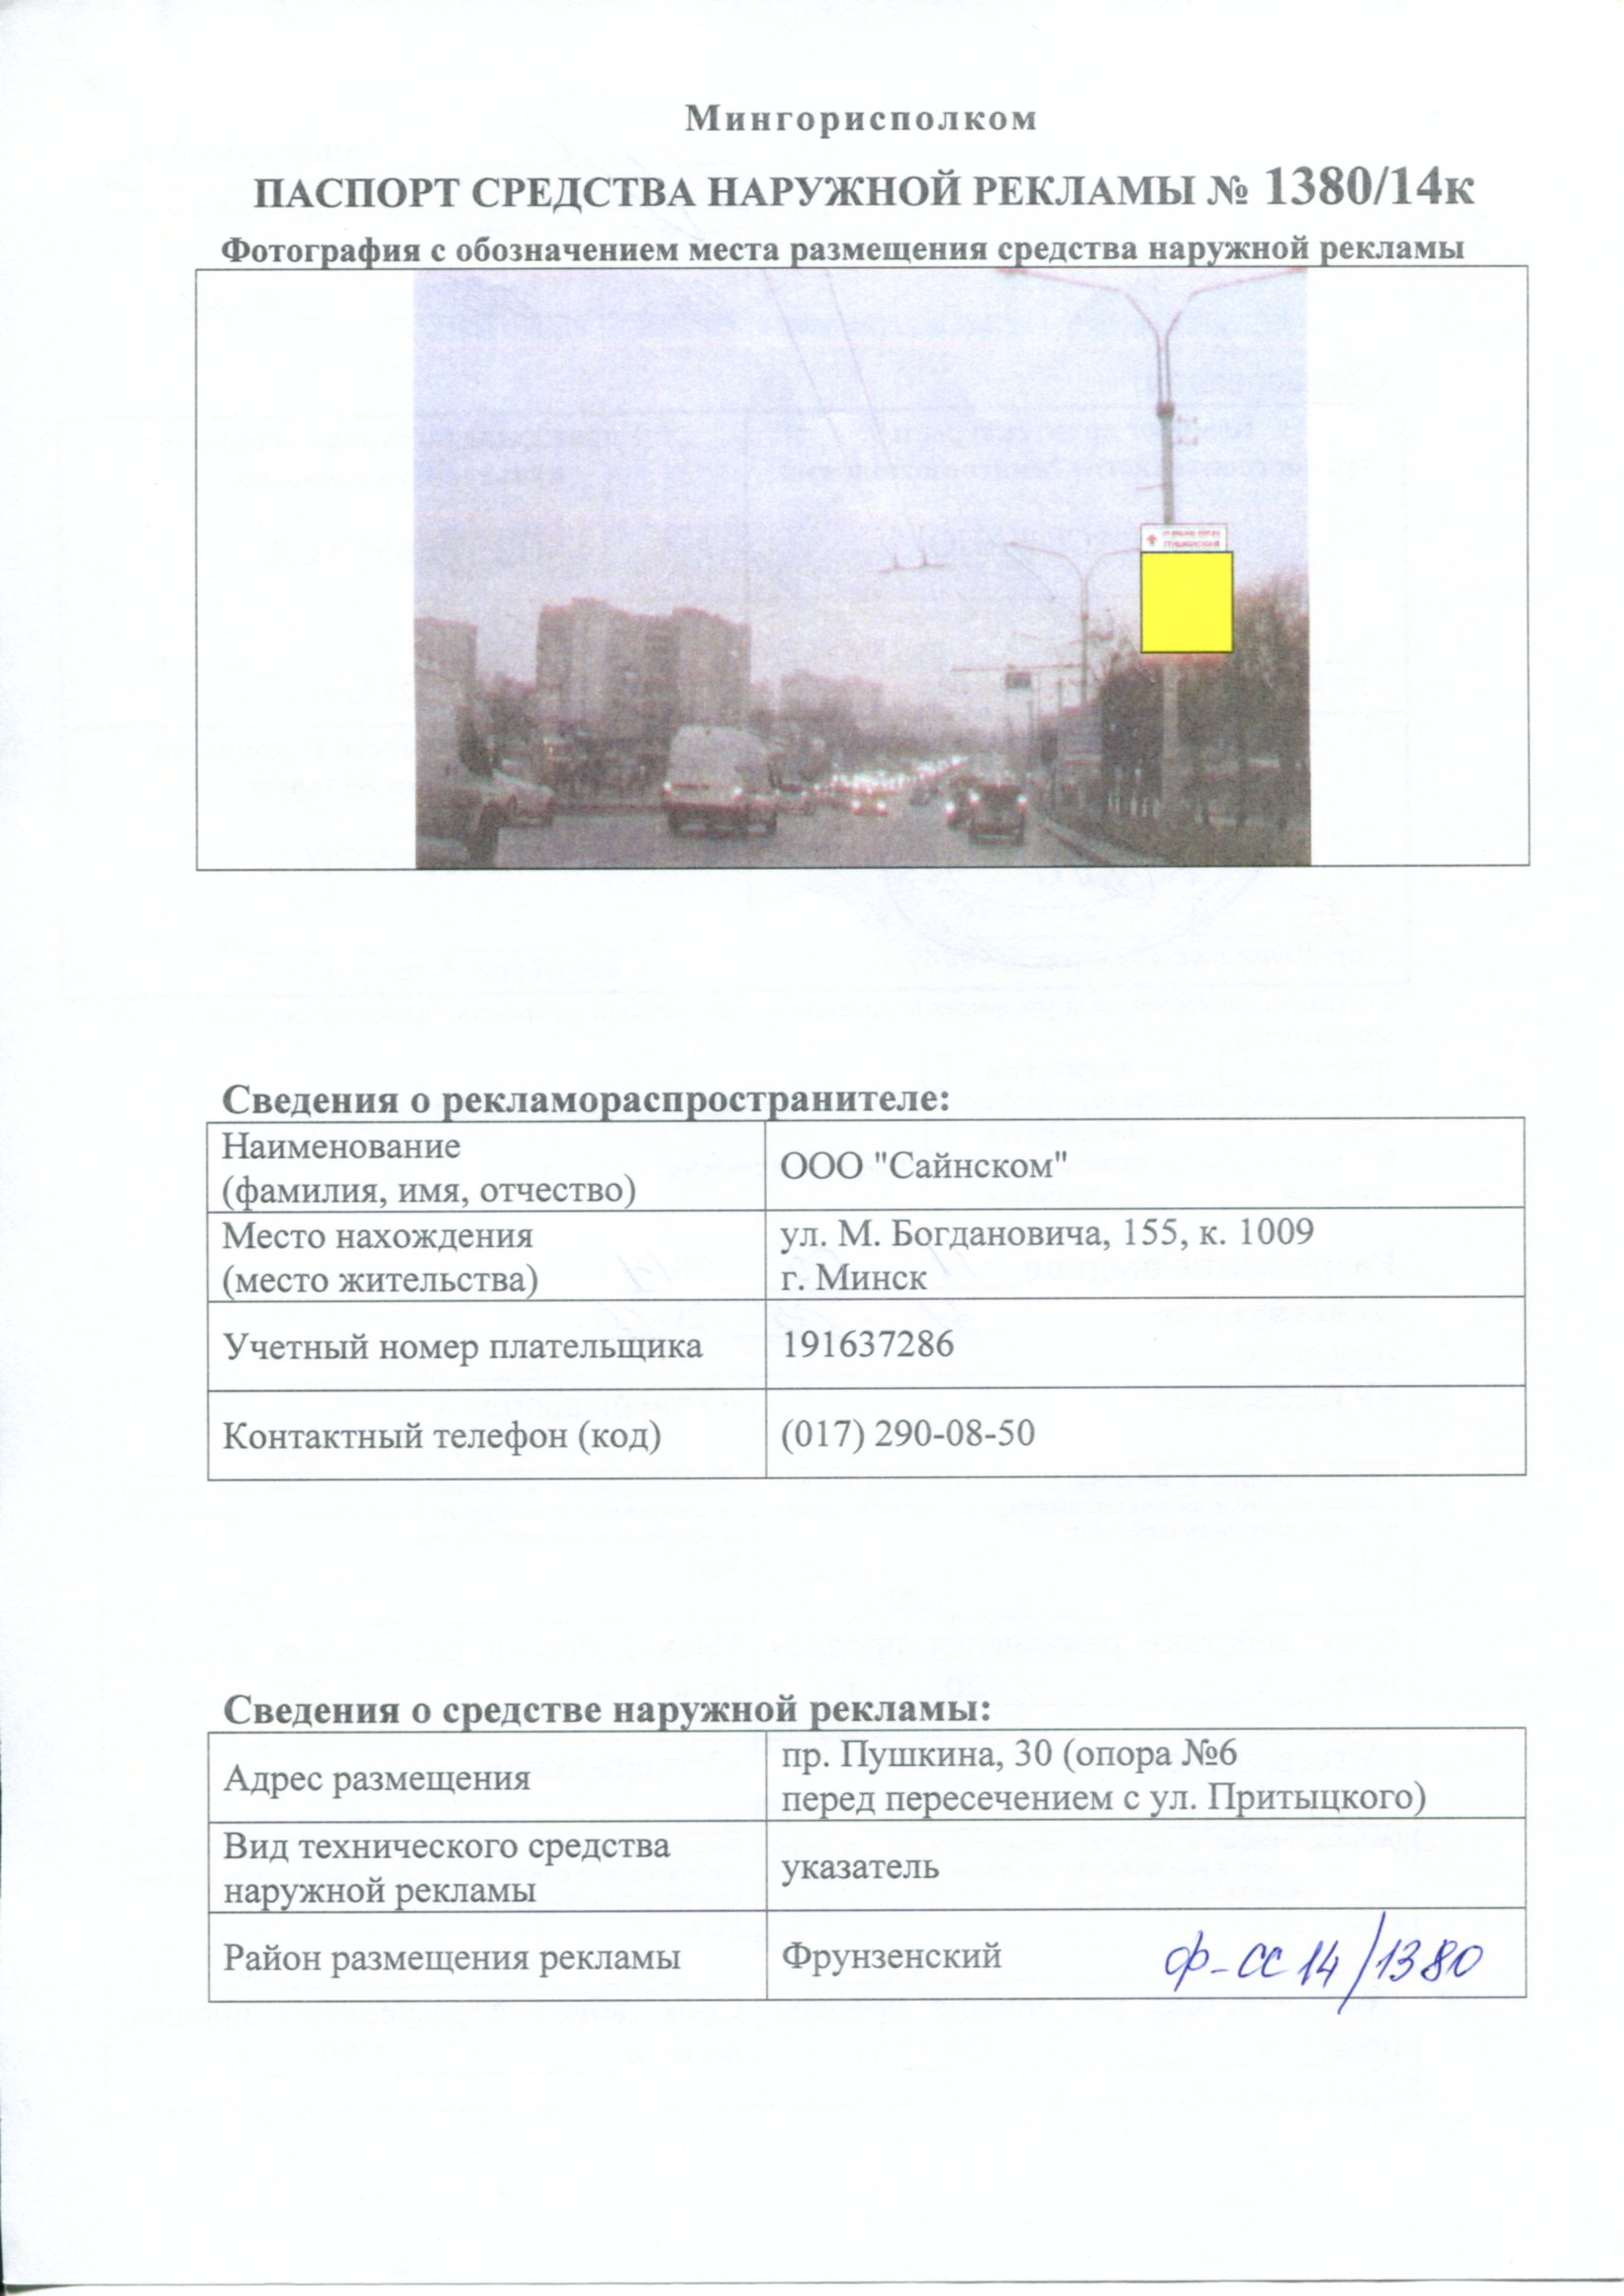 Мингорисполком
ПАСПОРТ СРЕДСТВА НАРУЖНОЙ РЕКЛАМЫ № 1380/14к
Фотография с обозначением места размещения средства наружной рекламы
ПУШКИНСКАЯ
Сведения о рекламораспространителе:
Наименование
(фамилия, имя, отчество)
ООО "Сайнском"
Место нахождения
(место жительства)
ул. М. Богдановича, 155, к. 1009
г. Минск
Учетный номер плательщика
191637286
Контактный телефон (код)
(017) 290-08-50
Сведения о средстве наружной рекламы:
Адрес размещения
пр. Пушкина, 30 (опора №6
перед пересечением с ул. Притыцкого)
Вид технического средства
наружной рекламы
указатель
Район размещения рекламы
Фрунзенский
ф-СС 14/1380